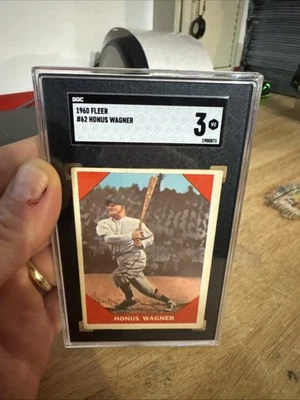 SGC
1960 FLEER
#62 HONUS WAGNER
3 VG
HONUS WAGNER